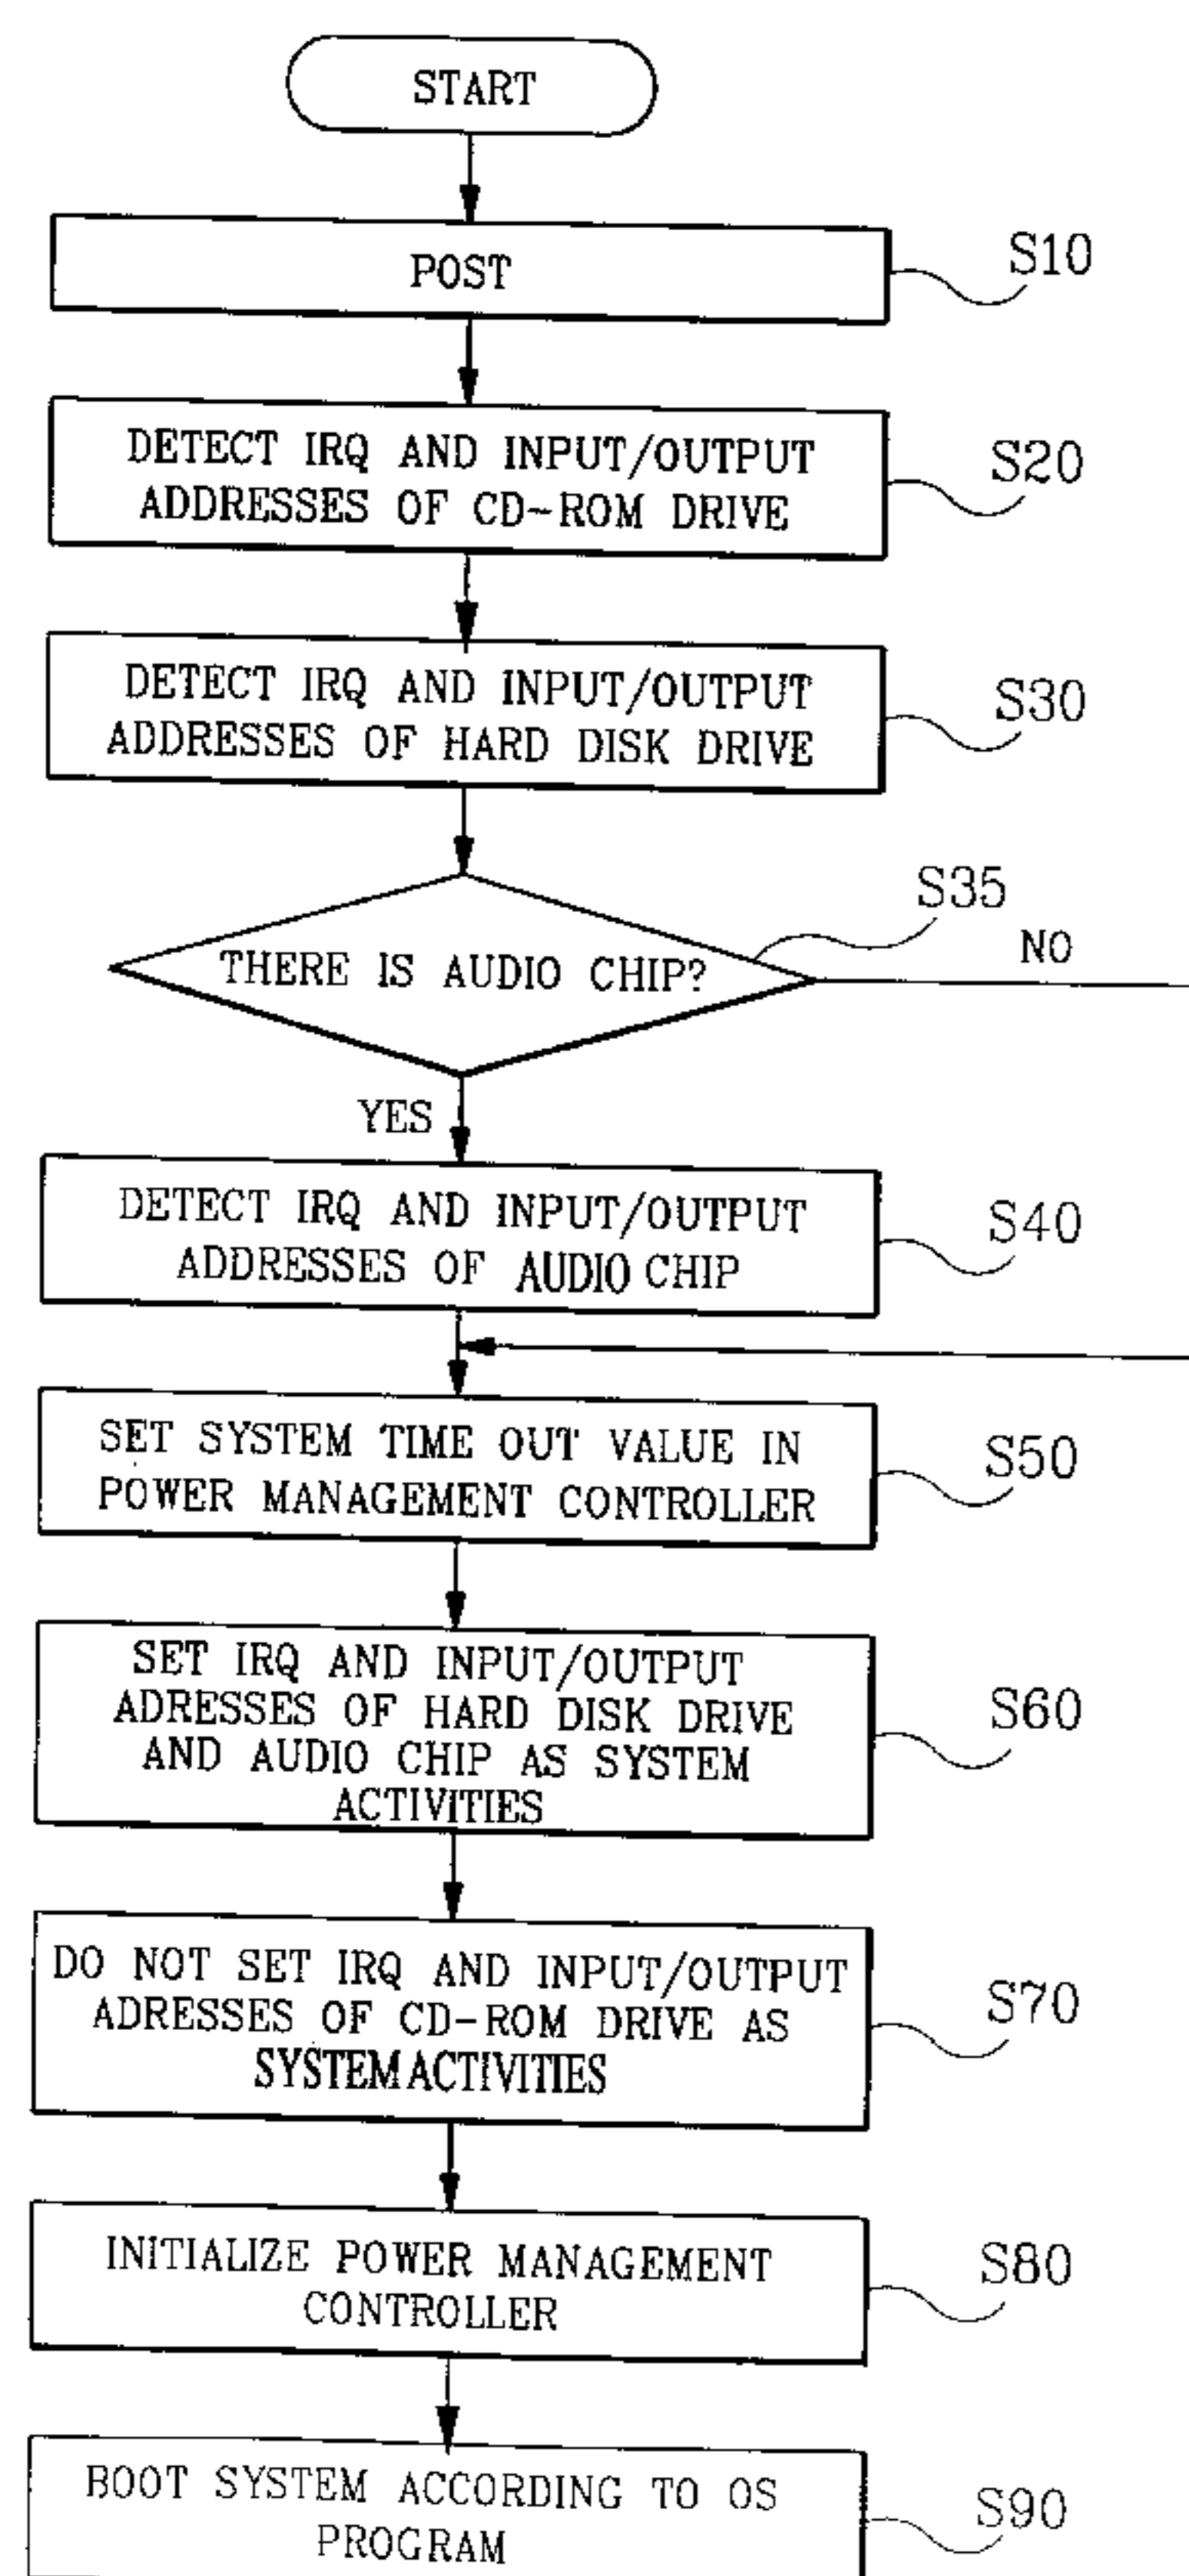 START
POST
S10
DETECT IRQ AND INPUT/OUTPUT
ADDRESSES OF CD-ROM DRIVE
S20
DETECT IRQ AND INPUT/OUTPUT
ADDRESSES OF HARD DISK DRIVE
S30
S35
THERE IS AUDIO CHIP?
NO
YES
DETECT IRQ AND INPUT/OUTPUT
ADDRESSES OF AUDIO CHIP
S40
SET SYSTEM TIME OUT VALUE IN
POWER MANAGEMENT CONTROLLER
S50
SET IRQ AND INPUT/OUTPUT
ADRESSES OF HARD DISK DRIVE
AND AUDIO CHIP AS SYSTEM
ACTIVITIES
S60
DO NOT SET IRQ AND INPUT/OUTPUT
ADRESSES OF CD-ROM DRIVE AS
SYSTEM ACTIVITIES
S70
INITIALIZE POWER MANAGEMENT
CONTROLLER
S80
BOOT SYSTEM ACCORDING TO OS
PROGRAM
S90